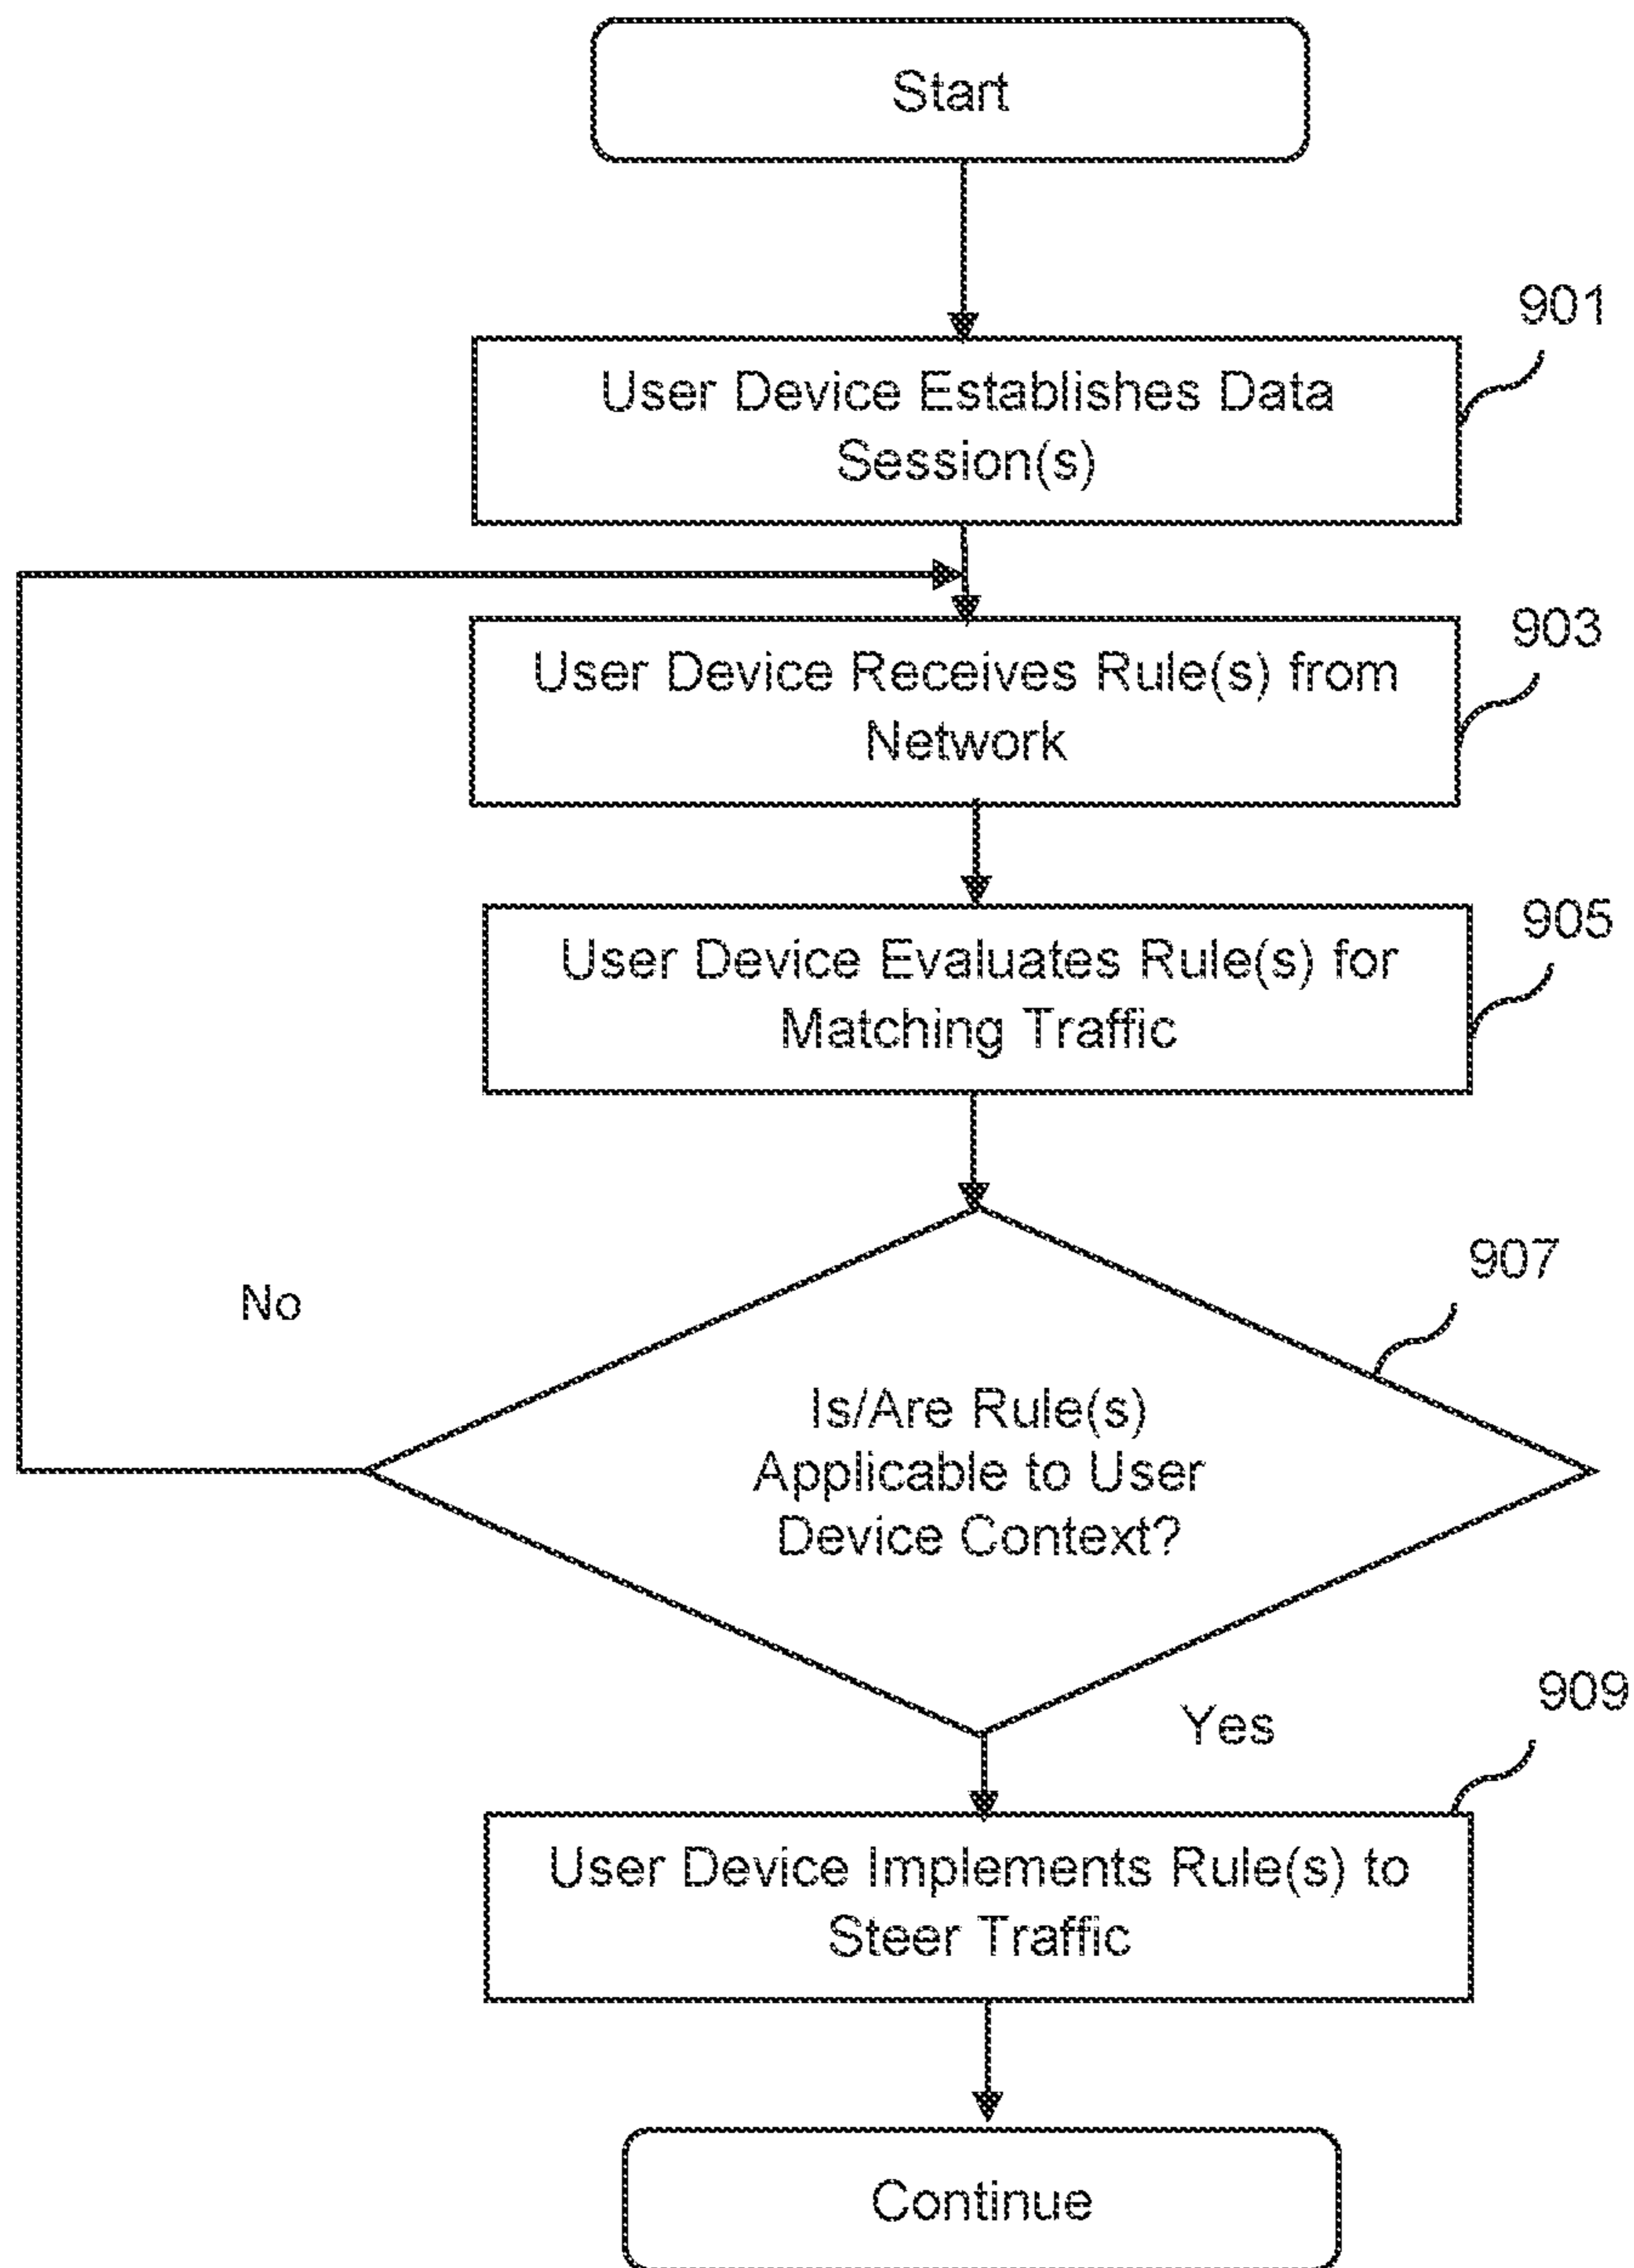 Start
901
User Device Establishes Data
Session(s)
903
User Device Receives Rule(s) from
Network
905
User Device Evaluates Rule(s) for
Matching Traffic
907
No
Is/Are Rule(s)
Applicable to User
Device Context?
Yes
909
User Device Implements Rule(s) to
Steer Traffic
Continue